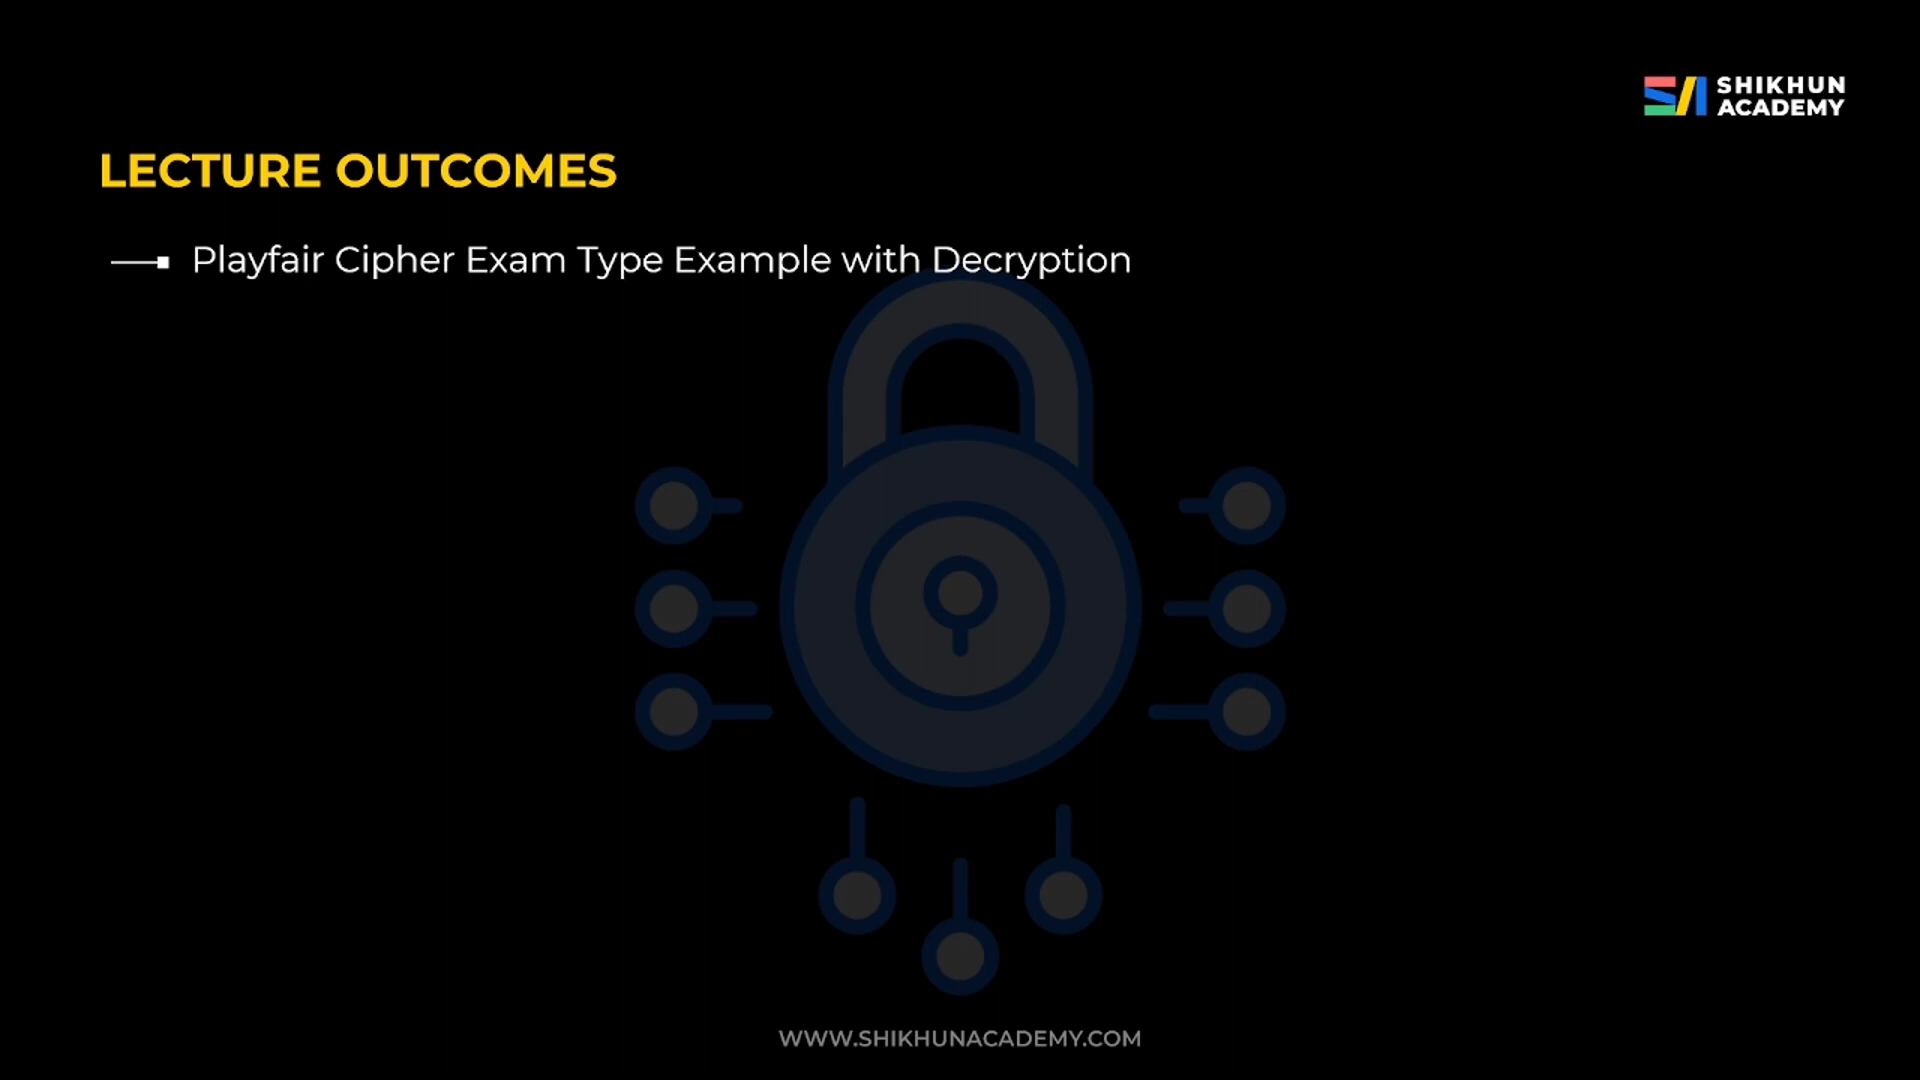 SHIKHUN
ACADEMY
LECTURE OUTCOMES
Playfair Cipher Exam Type Example with Decryption
WWW.SHIKHUNACADEMY.COM